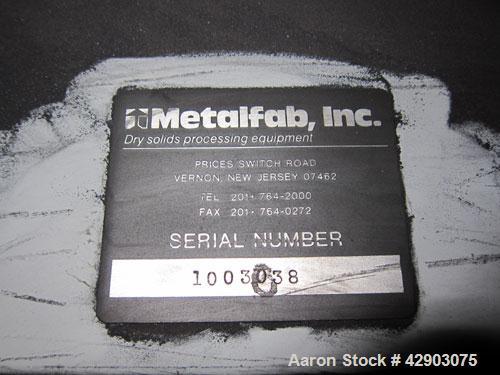 Metalfab, Inc.
Dry solids processing equipment
PRICES SWITCH ROAD
VERNON, NEW JERSEY 07462
TEL 201-764-2000
FAX 201-764-0272
SERIAL NUMBER
1003038
Aaron Stock # 42903075